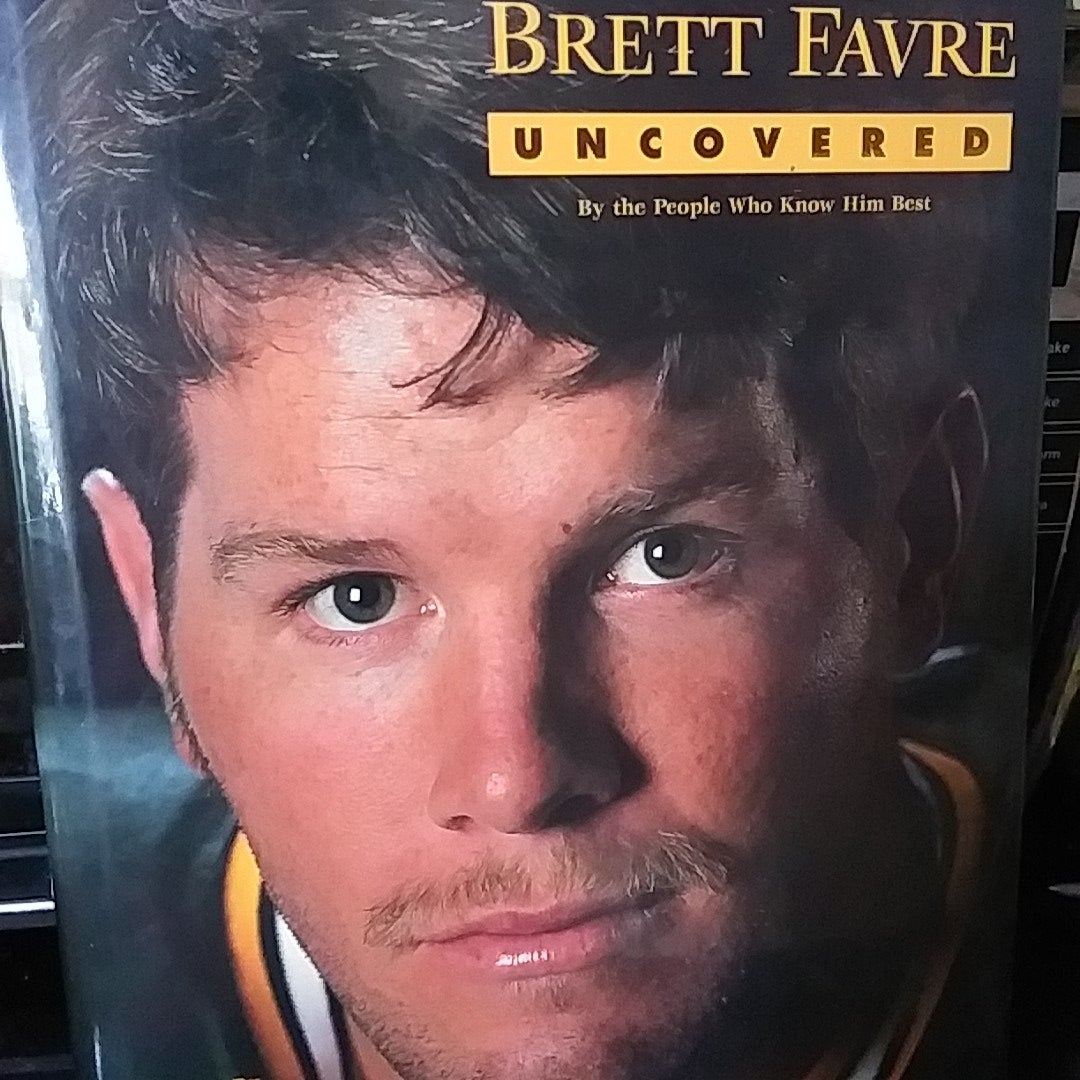 BRETT FAVRE
UNCOVERED
By the People Who Know Him Best